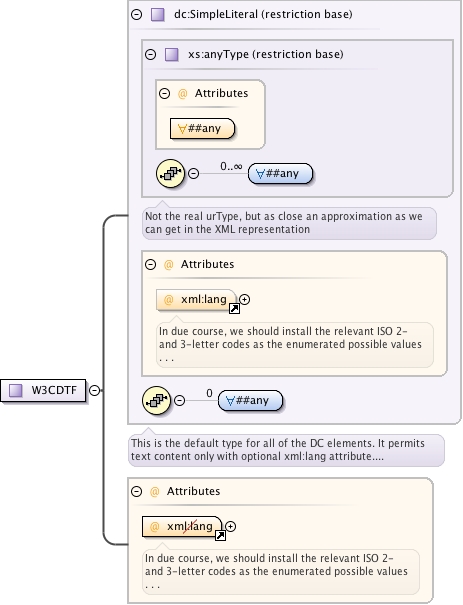 dc:SimpleLiteral (restriction base)
xs:anyType (restriction base)
@ Attributes
∀##any
0..∞
∀##any
Not the real urType, but as close an approximation as we
can get in the XML representation
@ Attributes
@ xml:lang
In due course, we should install the relevant ISO 2-
and 3-letter codes as the enumerated possible values
. . .
W3CDTF
0
∀##any
This is the default type for all of the DC elements. It permits
text content only with optional xml:lang attribute....
@ Attributes
@ xml:lang
In due course, we should install the relevant ISO 2-
and 3-letter codes as the enumerated possible values
. . .